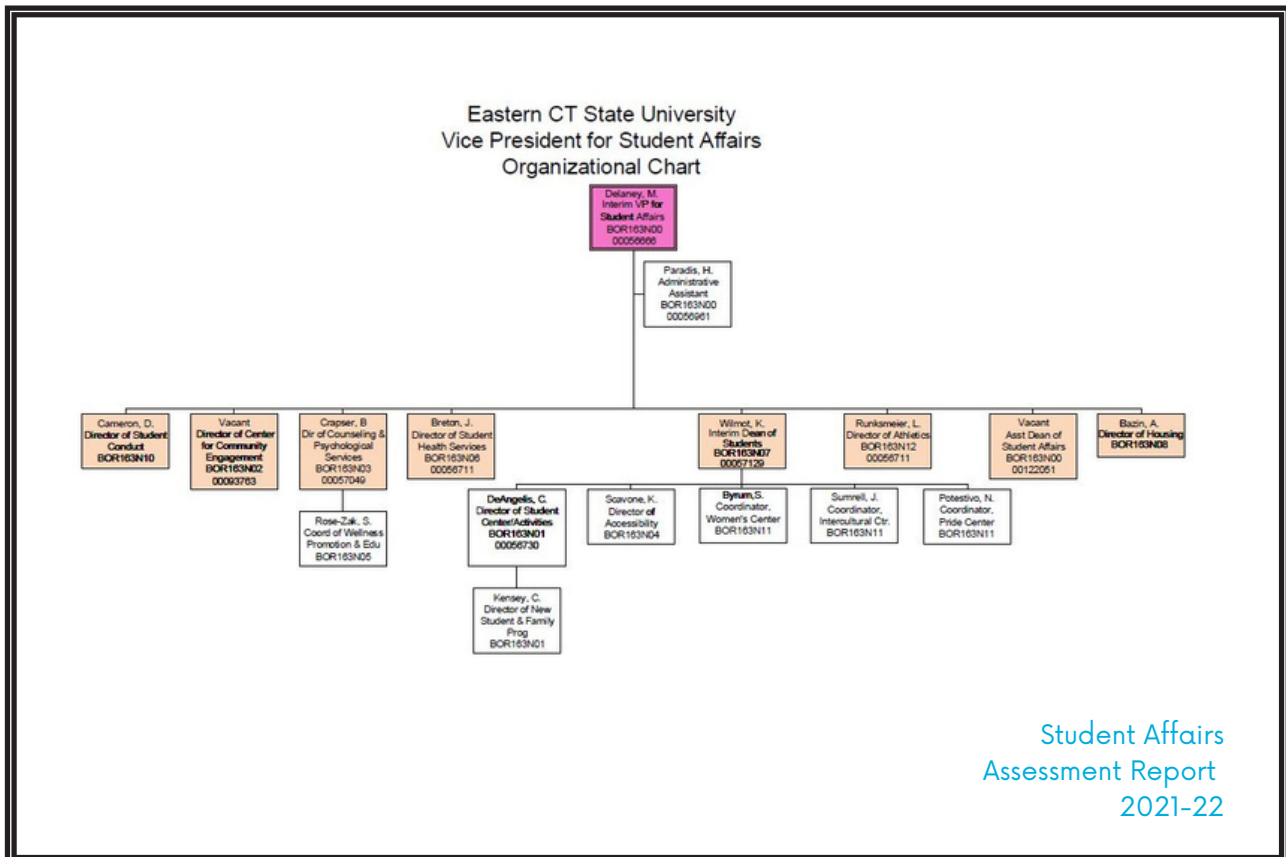 Eastern CT State University
Vice President for Student Affairs
Organizational Chart
Delaney, M.
Interim VP for
Student Affairs
BOR163N00
00056666
Paradis, H.
Administrative
Assistant
BOR163N00
00056961
Cameron, D.
Director of Student
Conduct
BOR163N10
Vacant
Director of Center
for Community
Engagement
BOR163N02
00093763
Crapser, B
Dir of Counseling &
Psychological
Services
BOR163N03
00057049
Breton, J.
Director of Student
Health Services
BOR163N06
00056711
Wilmot, K.
Interim Dean of
Students
BOR163N07
00057129
Runksmeier, L.
Director of Athletics
BOR163N12
00056711
Vacant
Asst Dean of
Student Affairs
BOR163N00
00122051
Bazin, A.
Director of Housing
BOR163N08
Rose-Zak, S.
Coord of Wellness
Promotion & Edu
BOR163N05
DeAngelis, C.
Director of Student
Center/Activities
BOR163N01
00056730
Scavone, K.
Director of
Accessibility
BOR163N04
Byrum,S.
Coordinator,
Women's Center
BOR163N11
Sumrell, J.
Coordinator,
Intercultural Ctr.
BOR163N11
Potestivo, N.
Coordinator,
Pride Center
BOR163N11
Kensey, C.
Director of New
Student & Family
Prog
BOR163N01
Student Affairs
Assessment Report
2021-22